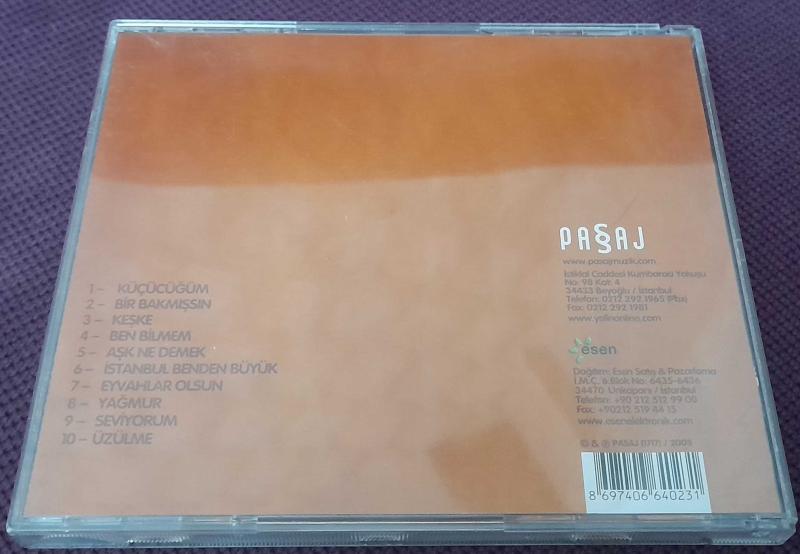 1 – KÜÇÜCÜĞÜM
2 – BİR BAKMIŞSIN
3 – KEŞKE
4 – BEN BİLMEM
5 – AŞK NE DEMEK
6 – İSTANBUL BENDEN BÜYÜK
7 – EYVAHLAR OLSUN
8 – YAĞMUR
9 – SEVİYORUM
10 – ÜZÜLME
PASAJ
www.pasajmuzik.com
İstiklal Caddesi Kumbaracı Yokuşu
No: 98 Kat: 4
34433 Beyoğlu / İstanbul
Telefon: 0212 292 1965 (Pbx)
Fax: 0212 292 1981
www.yalinonline.com
esen
Dağıtım: Esen Satış & Pazarlama
İ.M.Ç. 6.Blok No: 6435-6436
34470 Unkapanı / İstanbul
Telefon: +90 212 512 99 00
Fax: +90212 519 44 15
www.esenelektronik.com
© & ℗ PASAJ (1717) / 2005
8 697406 640231